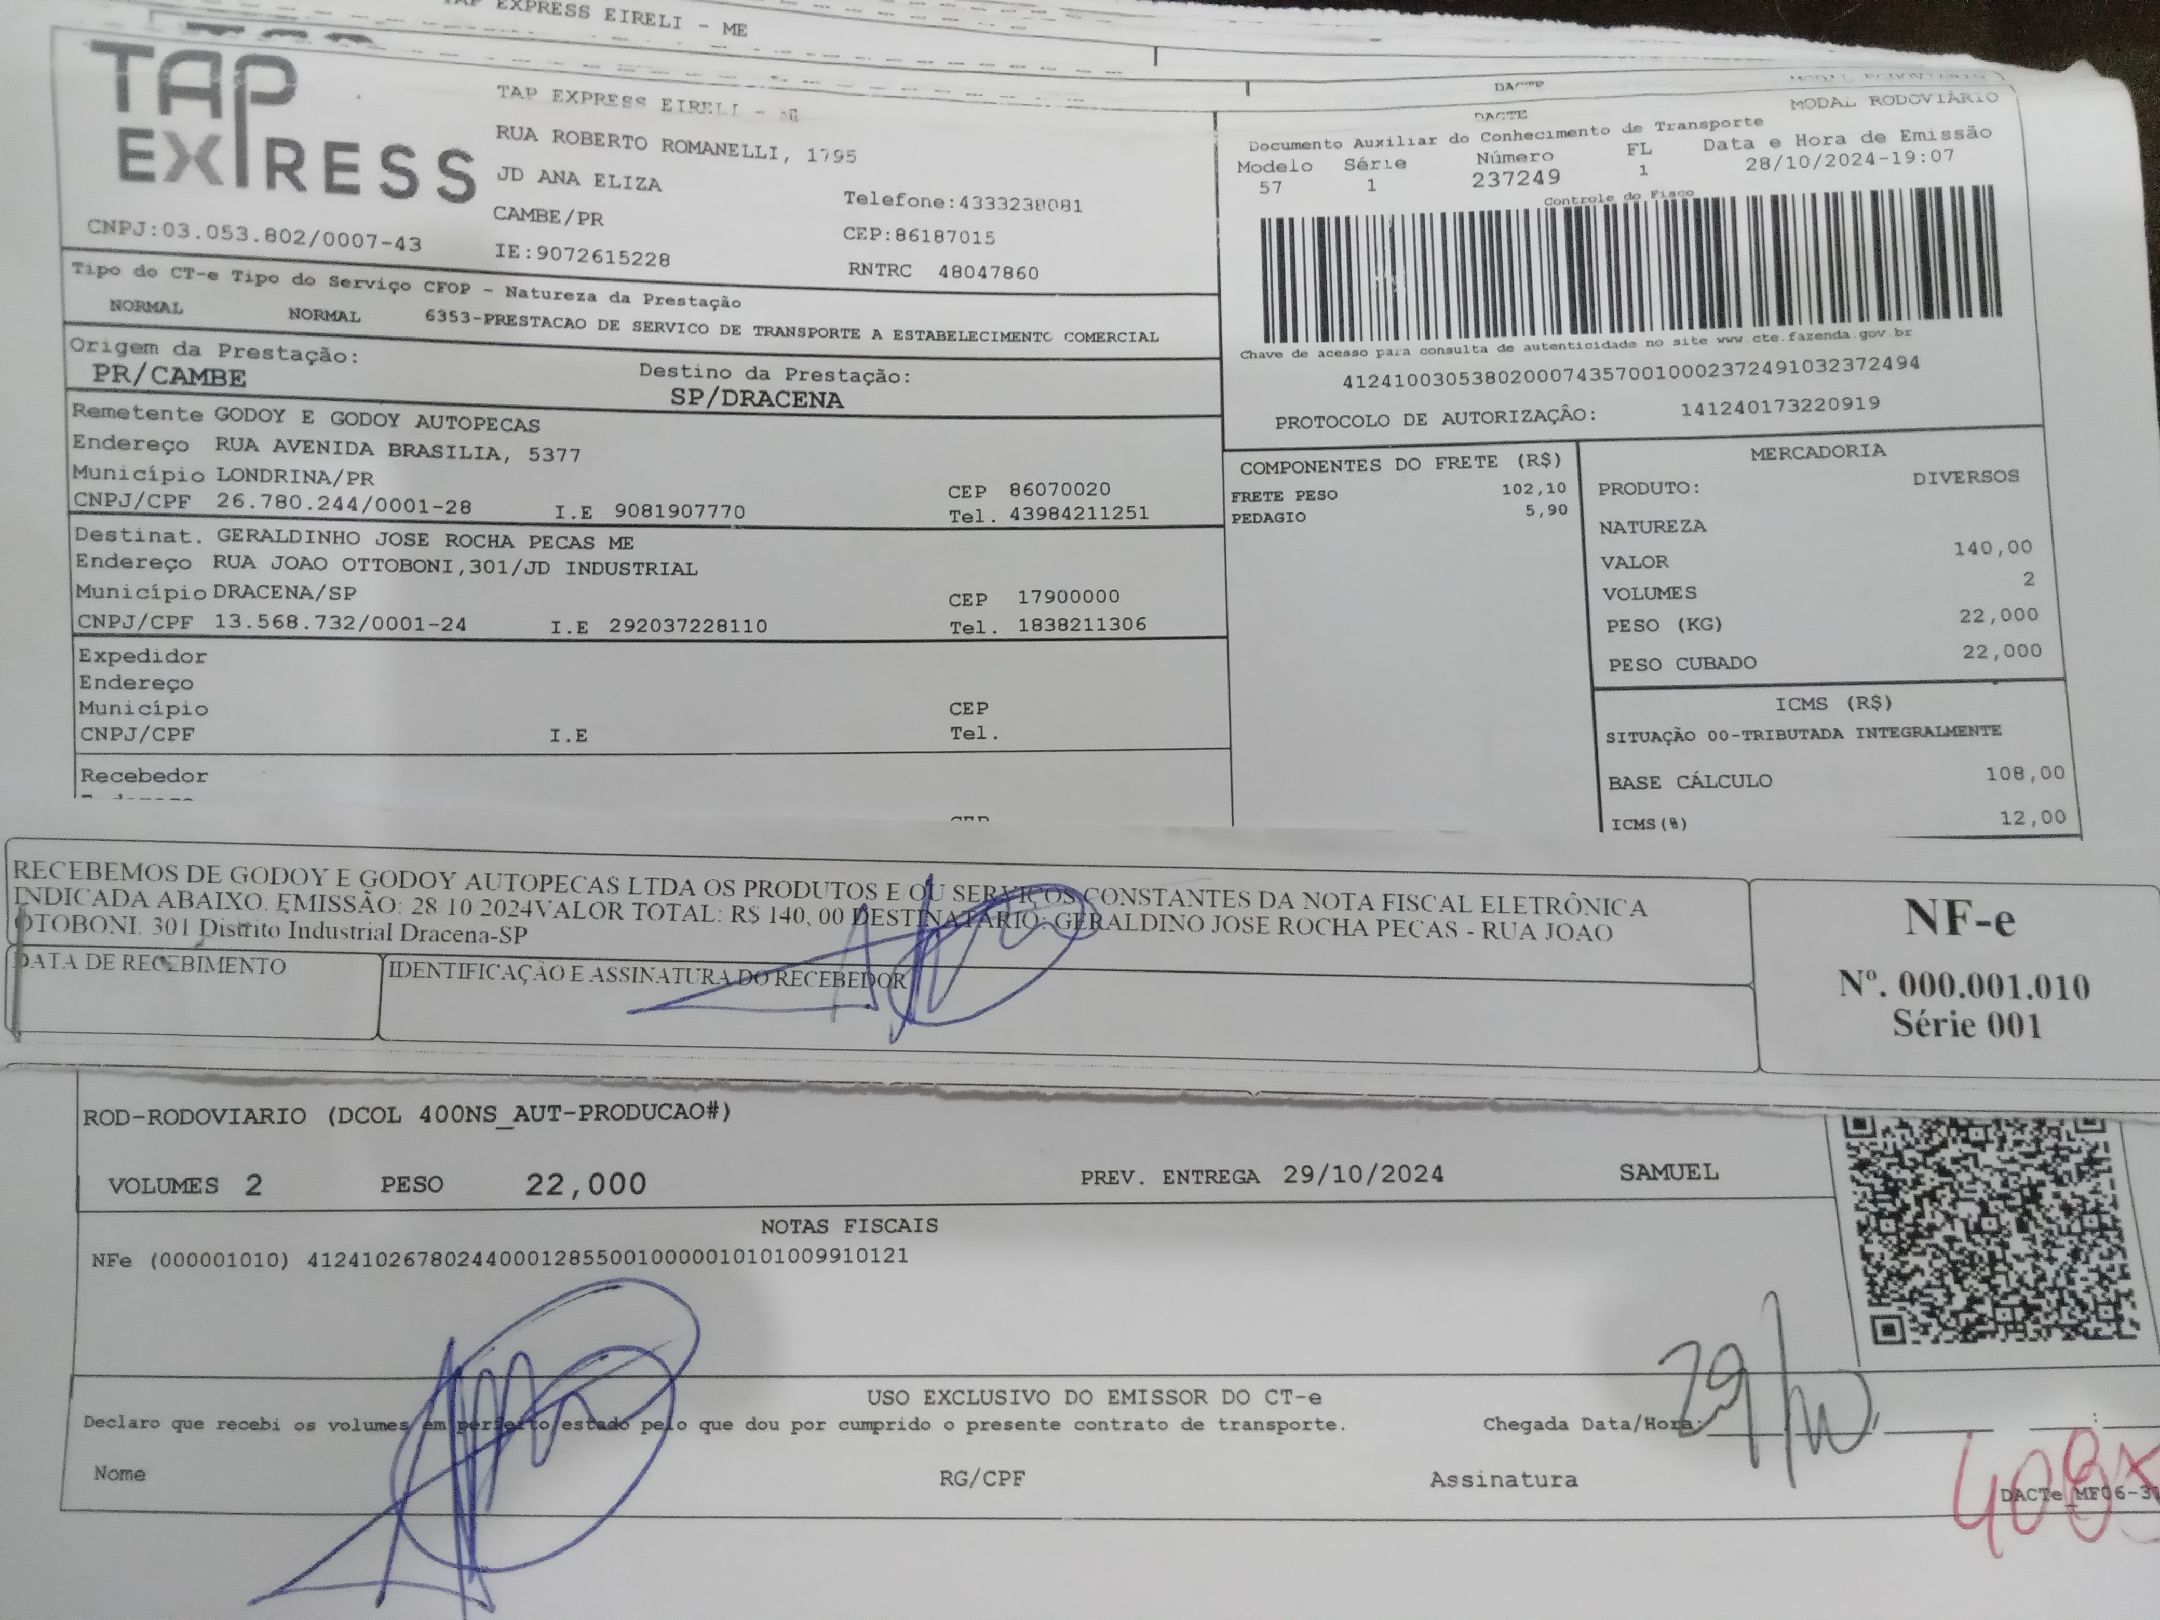 TAP EXPRESS EIRELI - ME
TAP EXPRESS
TAP EXPRESS EIRELI - ME
RUA ROBERTO ROMANELLI, 1795
JD ANA ELIZA
CAMBE/PR
Telefone:4333238081
CEP:86187015
CNPJ:03.053.802/0007-43
IE:9072615228
RNTRC 48047860
Tipo do CT-e Tipo do Serviço CFOP - Natureza da Prestação
NORMAL NORMAL 6353-PRESTACAO DE SERVICO DE TRANSPORTE A ESTABELECIMENTO COMERCIAL
Origem da Prestação:
PR/CAMBE
Destino da Prestação:
SP/DRACENA
Remetente GODOY E GODOY AUTOPECAS
Endereço RUA AVENIDA BRASILIA, 5377
Município LONDRINA/PR CEP 86070020
CNPJ/CPF 26.780.244/0001-28 I.E 9081907770 Tel. 43984211251
Destinat. GERALDINHO JOSE ROCHA PECAS ME
Endereço RUA JOAO OTTOBONI,301/JD INDUSTRIAL
Município DRACENA/SP CEP 17900000
CNPJ/CPF 13.568.732/0001-24 I.E 292037228110 Tel. 1838211306
Expedidor
Endereço
Município CEP
CNPJ/CPF I.E Tel.
Recebedor
MODAL RODOVIÁRIO
DACTE
MODAL RODOVIÁRIO
Documento Auxiliar do Conhecimento de Transporte
Modelo Série Número FL Data e Hora de Emissão
57 1 237249 1 28/10/2024-19:07
Controle do Fisco
Chave de acesso para consulta de autenticidade no site www.cte.fazenda.gov.br
41241003053802000743570010002372491032372494
PROTOCOLO DE AUTORIZAÇÃO: 141240173220919
COMPONENTES DO FRETE (R$)
FRETE PESO 102,10
PEDAGIO 5,90
MERCADORIA
PRODUTO: DIVERSOS
NATUREZA
VALOR 140,00
VOLUMES 2
PESO (KG) 22,000
PESO CUBADO 22,000
ICMS (R$)
SITUAÇÃO 00-TRIBUTADA INTEGRALMENTE
BASE CÁLCULO 108,00
ICMS(%) 12,00
RECEBEMOS DE GODOY E GODOY AUTOPECAS LTDA OS PRODUTOS E OU SERVIÇOS CONSTANTES DA NOTA FISCAL ELETRÔNICA
INDICADA ABAIXO. EMISSÃO: 28 10 2024VALOR TOTAL: R$ 140, 00 DESTINATÁRIO: GERALDINO JOSE ROCHA PECAS - RUA JOAO
OTOBONI, 301 Distrito Industrial Dracena-SP
DATA DE RECEBIMENTO
IDENTIFICAÇÃO E ASSINATURA DO RECEBEDOR
NF-e
Nº. 000.001.010
Série 001
ROD-RODOVIARIO (DCOL 400NS_AUT-PRODUCAO#)
VOLUMES 2 PESO 22,000 PREV. ENTREGA 29/10/2024 SAMUEL
NOTAS FISCAIS
NFe (000001010) 41241026780244000128550010000010101009910121
USO EXCLUSIVO DO EMISSOR DO CT-e
Declaro que recebi os volumes em perfeito estado pelo que dou por cumprido o presente contrato de transporte.
Chegada Data/Hora: 29/10
Nome RG/CPF Assinatura
DACTe_MF06-3